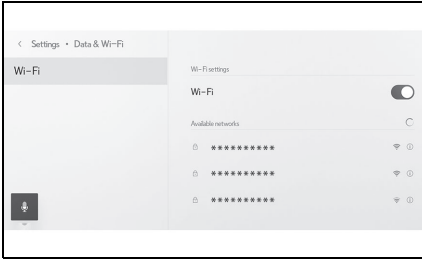 < Settings • Data & Wi-Fi
Wi-Fi
Wi-Fi settings
Wi-Fi
Available networks
**********
**********
**********